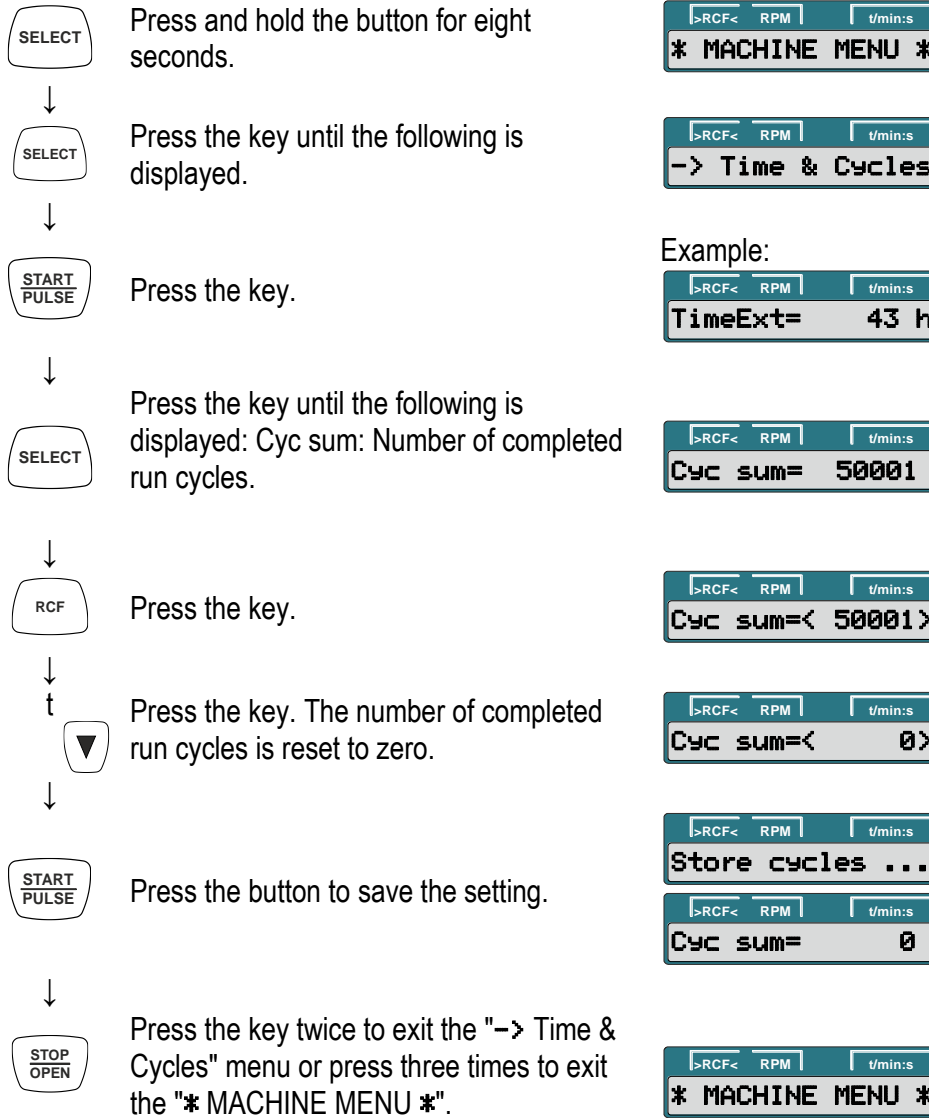 SELECT
Press and hold the button for eight
seconds.
>RCF< RPM t/min:s
* MACHINE MENU *
↓
SELECT
Press the key until the following is
displayed.
>RCF< RPM t/min:s
-> Time & Cycles
↓
START
PULSE
Press the key.
Example:
>RCF< RPM t/min:s
TimeExt= 43 h
↓
SELECT
Press the key until the following is
displayed: Cyc sum: Number of completed
run cycles.
>RCF< RPM t/min:s
Cyc sum= 50001
↓
RCF
Press the key.
>RCF< RPM t/min:s
Cyc sum=< 50001>
↓
t
▼
Press the key. The number of completed
run cycles is reset to zero.
>RCF< RPM t/min:s
Cyc sum=< 0>
↓
START
PULSE
Press the button to save the setting.
>RCF< RPM t/min:s
Store cycles ...
>RCF< RPM t/min:s
Cyc sum= 0
↓
STOP
OPEN
Press the key twice to exit the "-> Time &
Cycles" menu or press three times to exit
the "* MACHINE MENU *".
>RCF< RPM t/min:s
* MACHINE MENU *